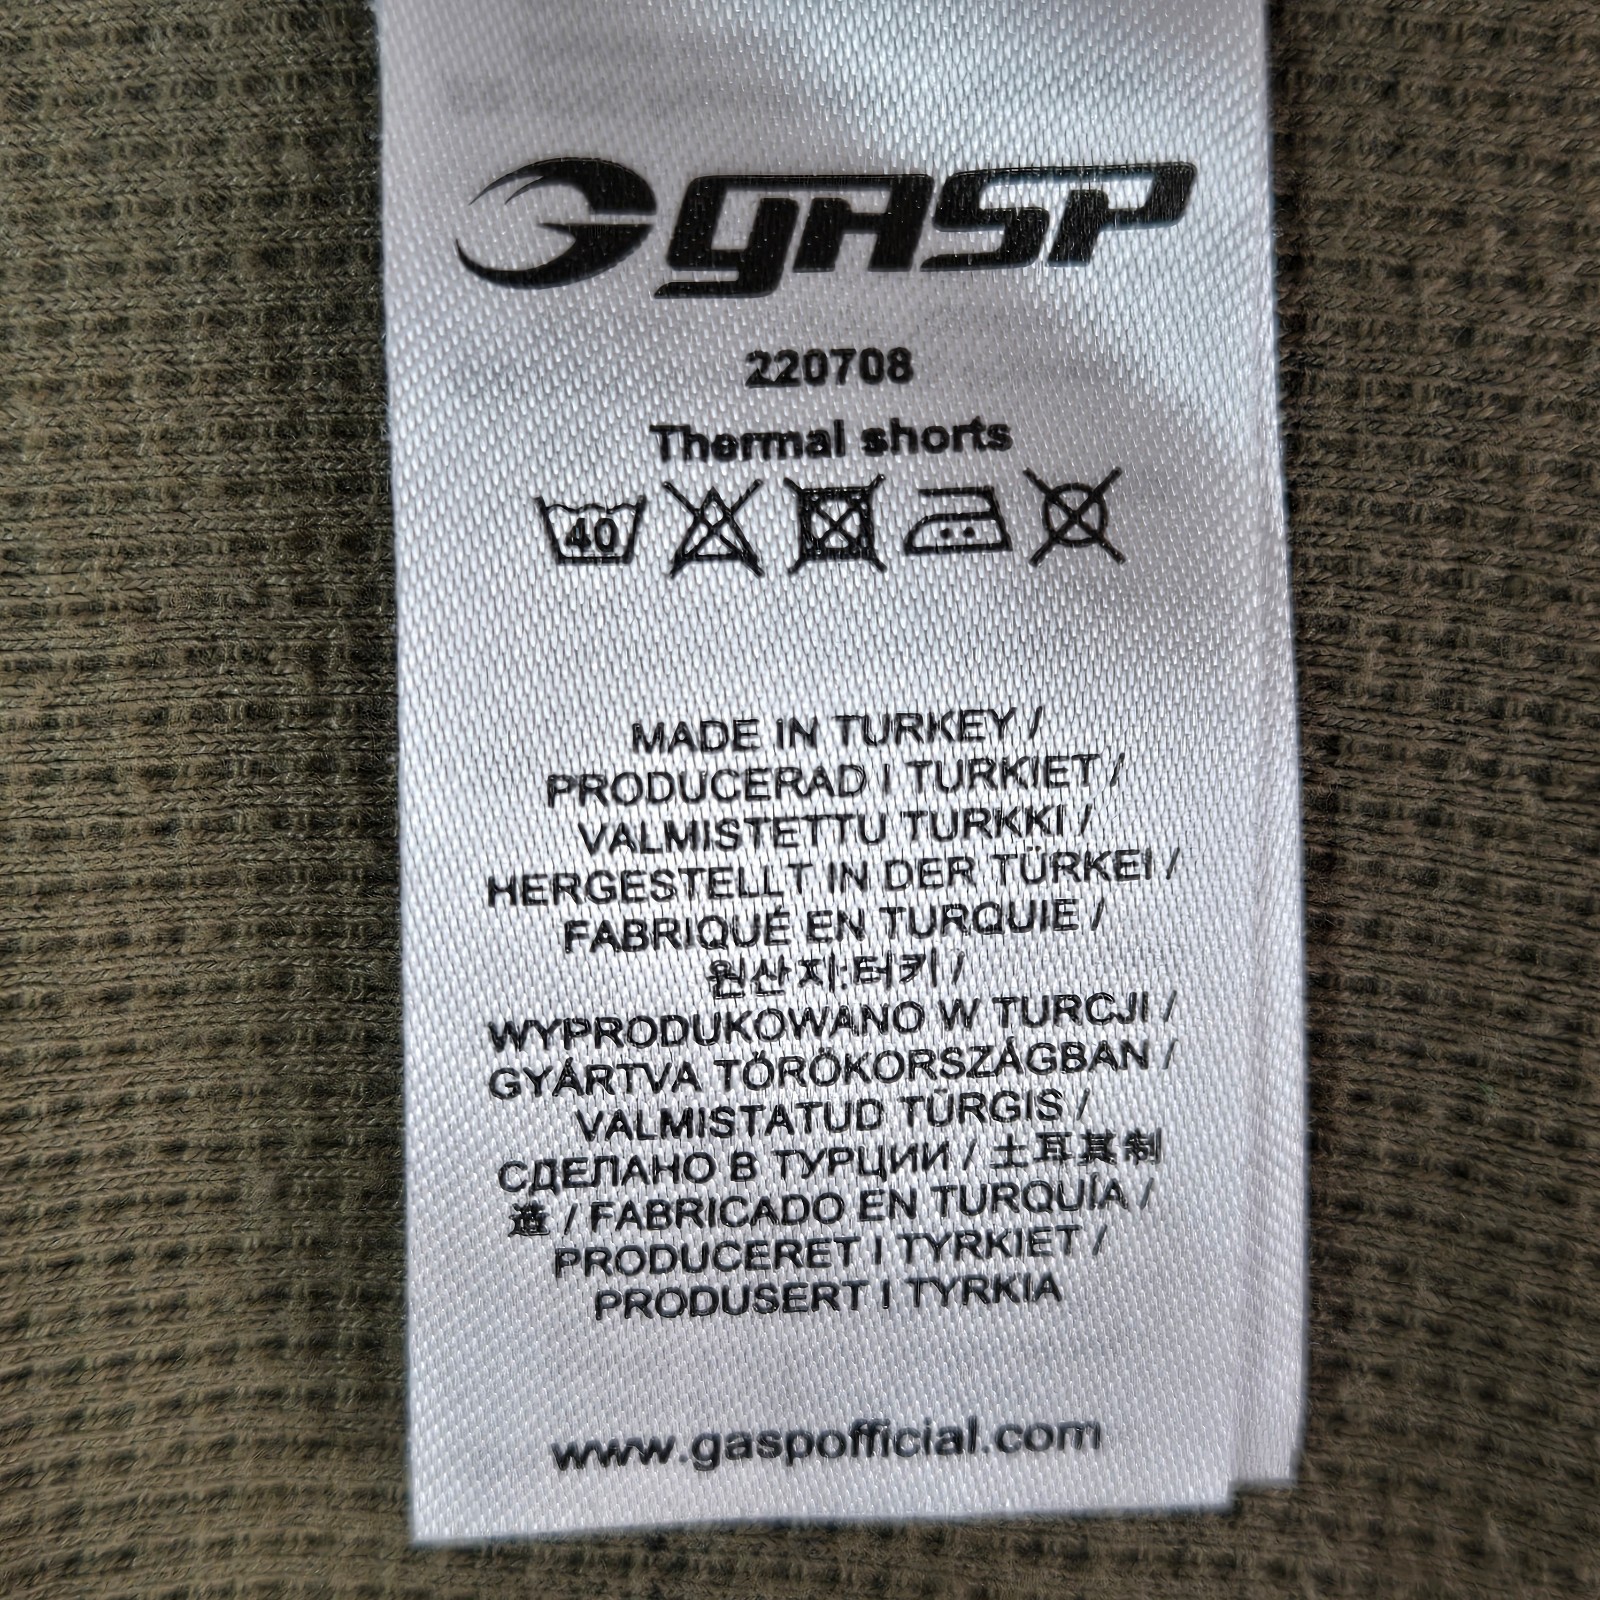 GASP
220708
Thermal shorts
40
MADE IN TURKEY /
PRODUCERAD I TURKIET /
VALMISTETTU TURKKI /
HERGESTELLT IN DER TÜRKEI /
FABRIQUÉ EN TURQUIE /
원산지:터키 /
WYPRODUKOWANO W TURCJI /
GYÁRTVA TÖRÖKORSZÁGBAN /
VALMISTATUD TÜRGIS /
СДЕЛАНО В ТУРЦИИ / 土耳其制
造 / FABRICADO EN TURQUÍA /
PRODUCERET I TYRKIET /
PRODUSERT I TYRKIA
www.gaspofficial.com